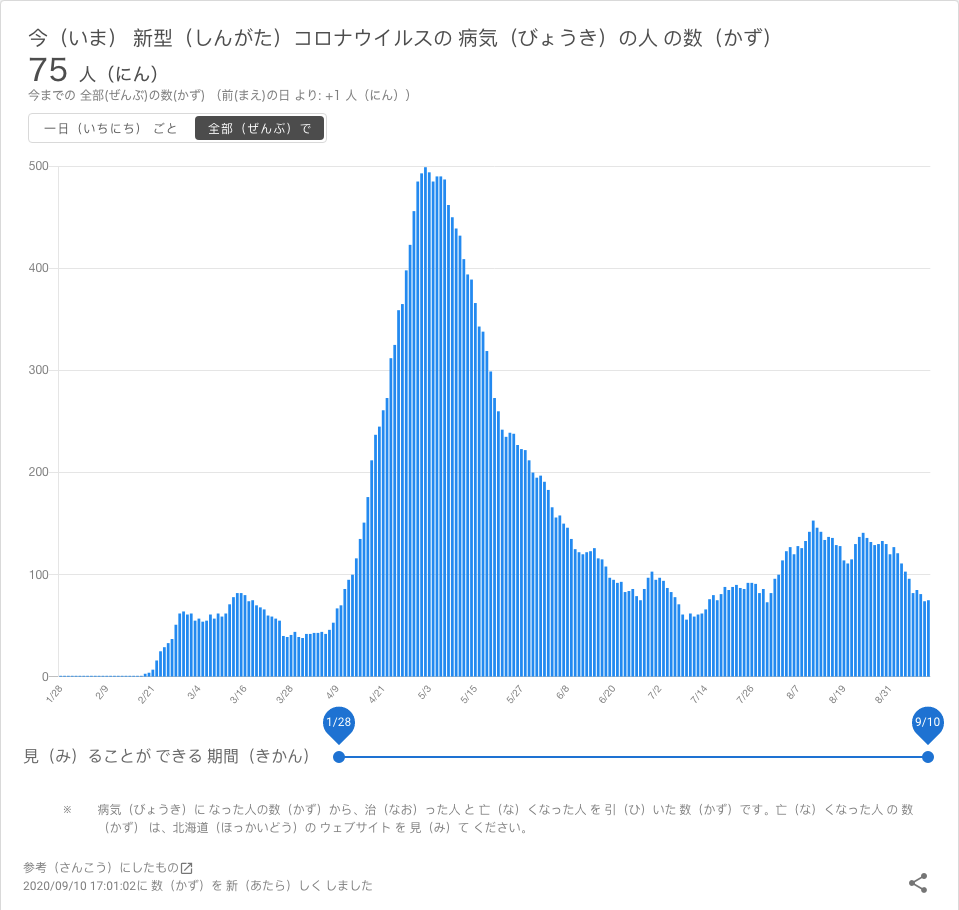 今（いま） 新型（しんがた）コロナウイルスの 病気（びょうき）の人 の数（かず）
75 人（にん）
今までの 全部(ぜんぶ)の数(かず) （前(まえ)の日 より: +1 人（にん））
一日（いちにち） ごと 全部（ぜんぶ）で
500
400
300
200
100
0
1/28 2/9 2/21 3/4 3/16 3/28 4/9 4/21 5/3 5/15 5/27 6/8 6/20 7/2 7/14 7/26 8/7 8/19 8/31
1/28 9/10
見（み）ることが できる 期間（きかん）
※ 病気（びょうき）に なった人の数（かず）から、治（なお）った人 と 亡（な）くなった人 を 引（ひ）いた 数（かず）です。亡（な）くなった人 の 数
（かず） は、北海道（ほっかいどう）の ウェブサイト を 見（み）て ください。
参考（さんこう）にしたもの
2020/09/10 17:01:02に 数（かず）を 新（あたら）しく しました